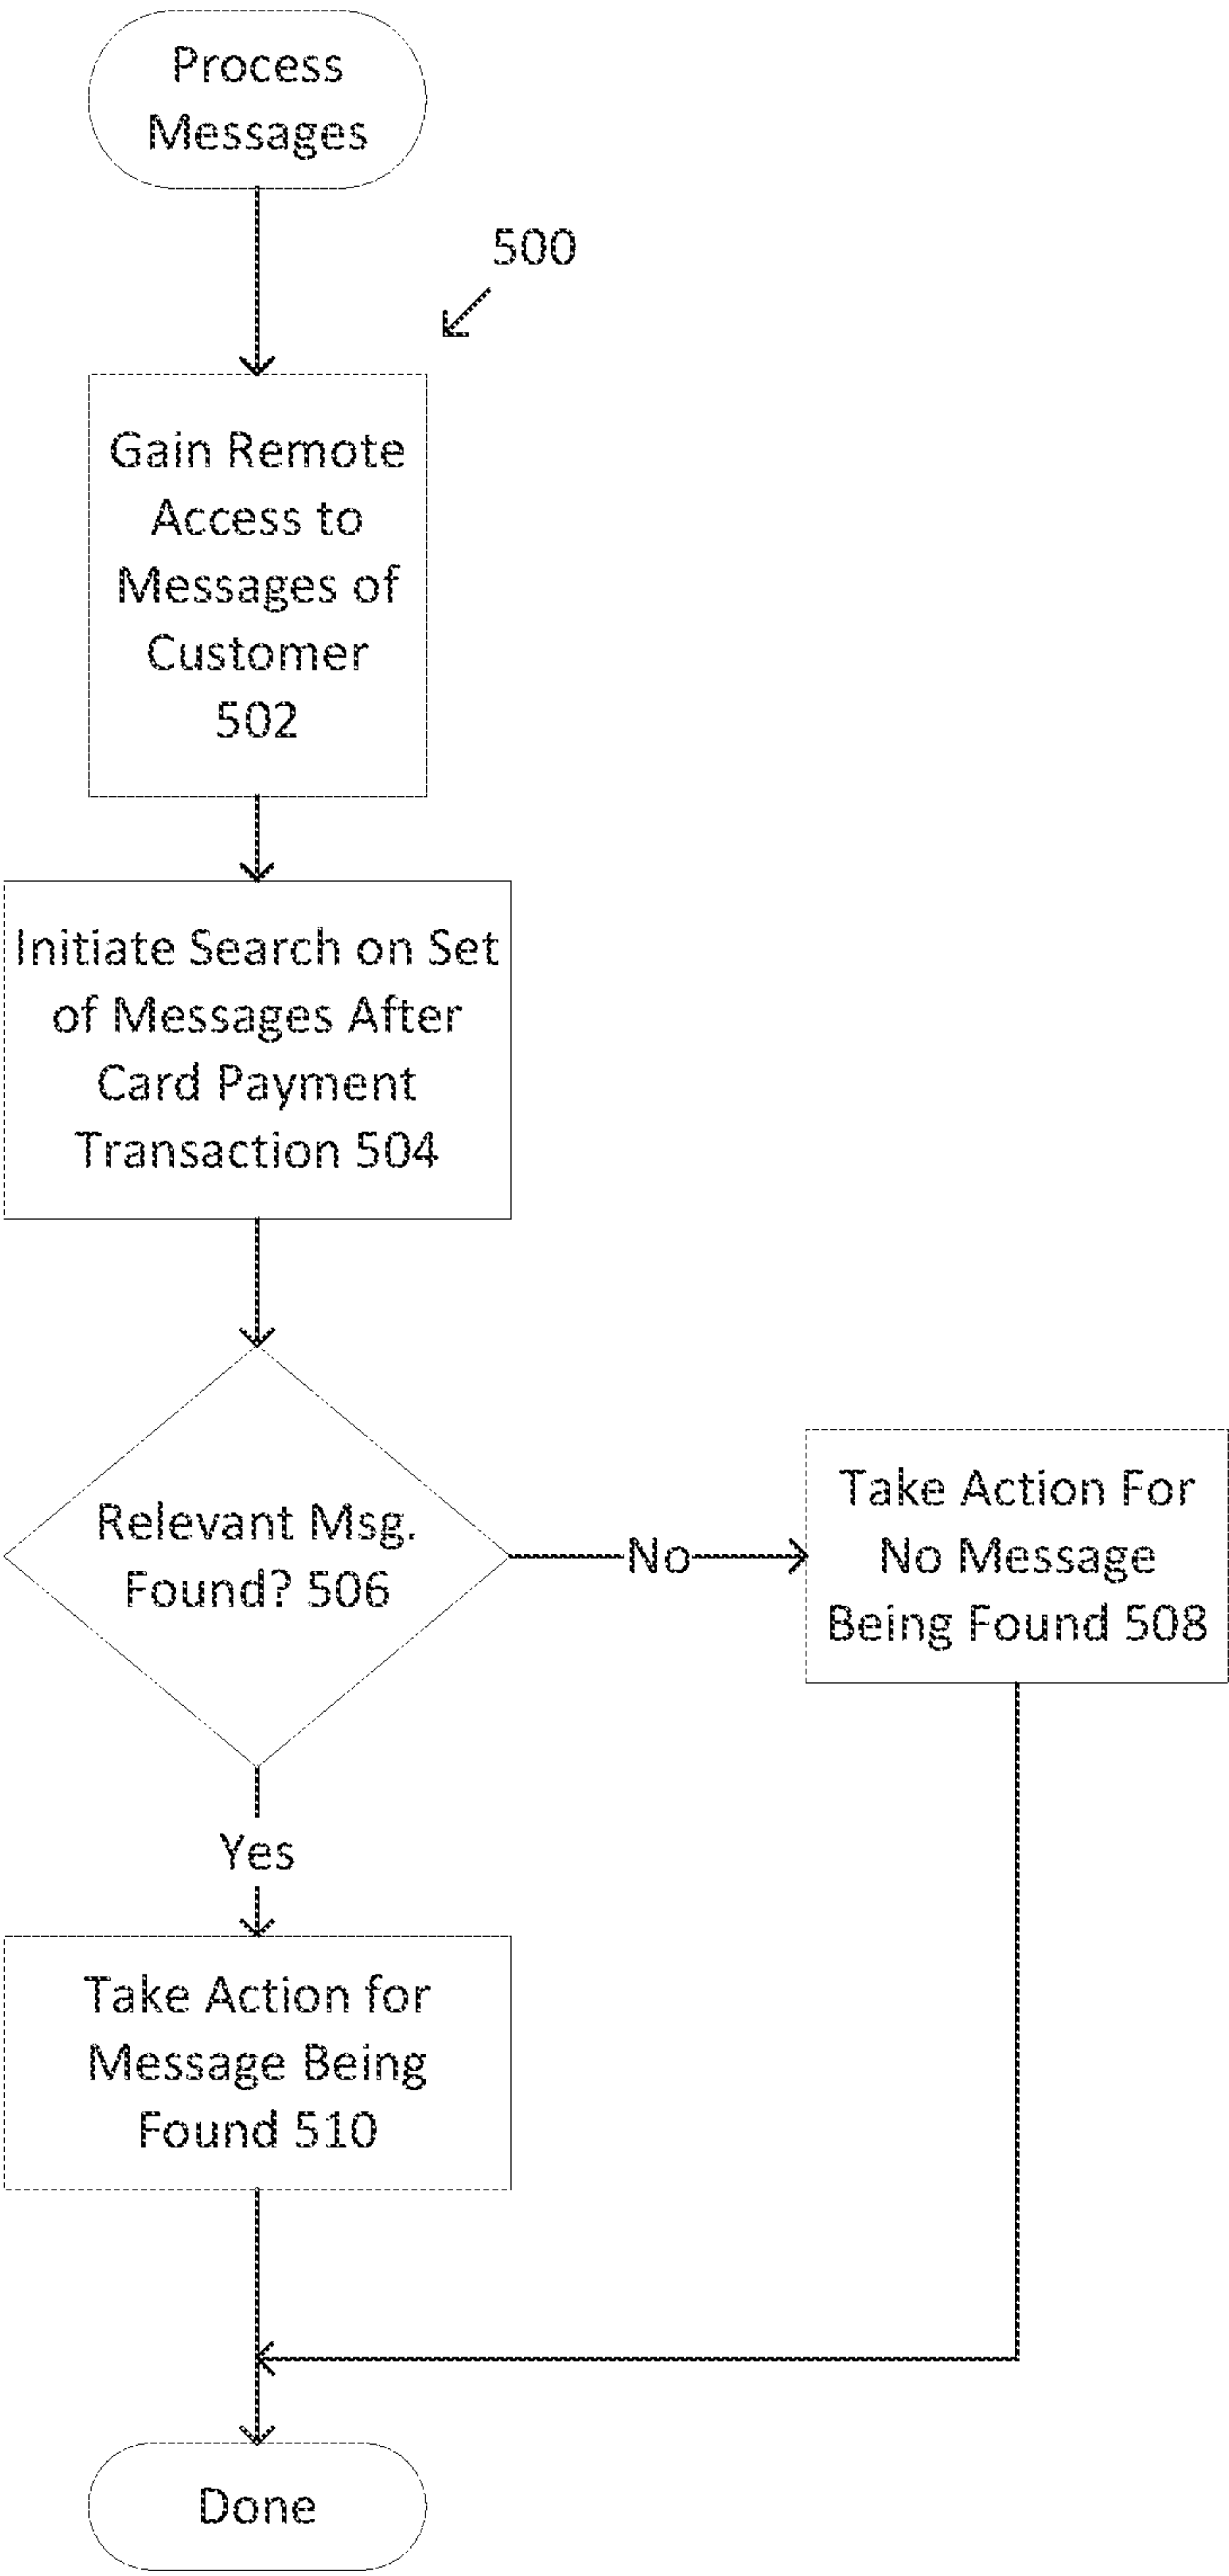 Process
Messages
500
Gain Remote
Access to
Messages of
Customer
502
Initiate Search on Set
of Messages After
Card Payment
Transaction 504
Relevant Msg.
Found? 506
No
Take Action For
No Message
Being Found 508
Yes
Take Action for
Message Being
Found 510
Done